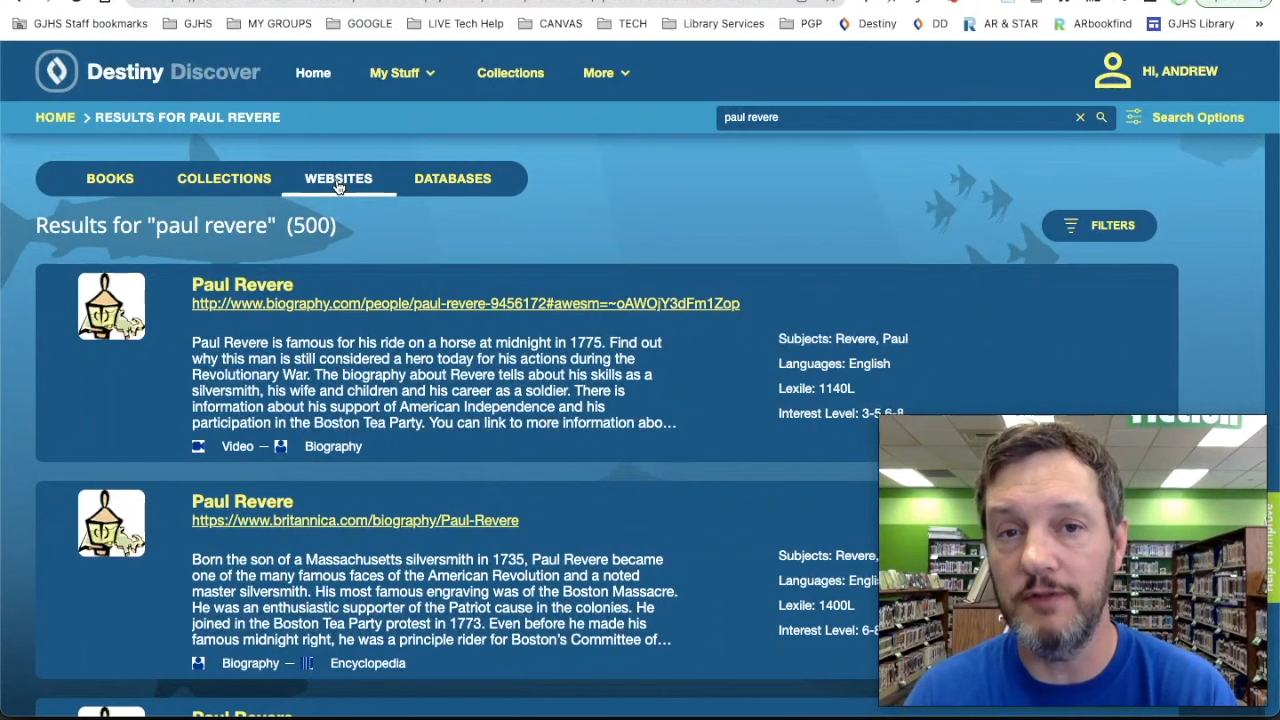 GJHS Staff bookmarks GJHS MY GROUPS GOOGLE LIVE Tech Help CANVAS TECH Library Services PGP Destiny DD AR & STAR ARbookfind GJHS Library »
Destiny Discover Home My Stuff Collections More HI, ANDREW
HOME > RESULTS FOR PAUL REVERE paul revere Search Options
BOOKS COLLECTIONS WEBSITES DATABASES
Results for "paul revere" (500) FILTERS
Paul Revere
http://www.biography.com/people/paul-revere-9456172#awesm=~oAWOjY3dFm1Zop
Paul Revere is famous for his ride on a horse at midnight in 1775. Find out
why this man is still considered a hero today for his actions during the
Revolutionary War. The biography about Revere tells about his skills as a
silversmith, his wife and children and his career as a soldier. There is
information about his support of American Independence and his
participation in the Boston Tea Party. You can link to more information abo...
Video – Biography
Subjects: Revere, Paul
Languages: English
Lexile: 1140L
Interest Level: 3-5,6-8
Paul Revere
https://www.britannica.com/biography/Paul-Revere
Born the son of a Massachusetts silversmith in 1735, Paul Revere became
one of the many famous faces of the American Revolution and a noted
master silversmith. His most famous engraving was of the Boston Massacre.
He was an enthusiastic supporter of the Patriot cause in the colonies. He
joined in the Boston Tea Party protest in 1773. Even before he made his
famous midnight right, he was a principle rider for Boston's Committee of...
Biography – Encyclopedia
Subjects: Revere,
Languages: Engli
Lexile: 1400L
Interest Level: 6-8
Paul Revere
fiction
Help us improve